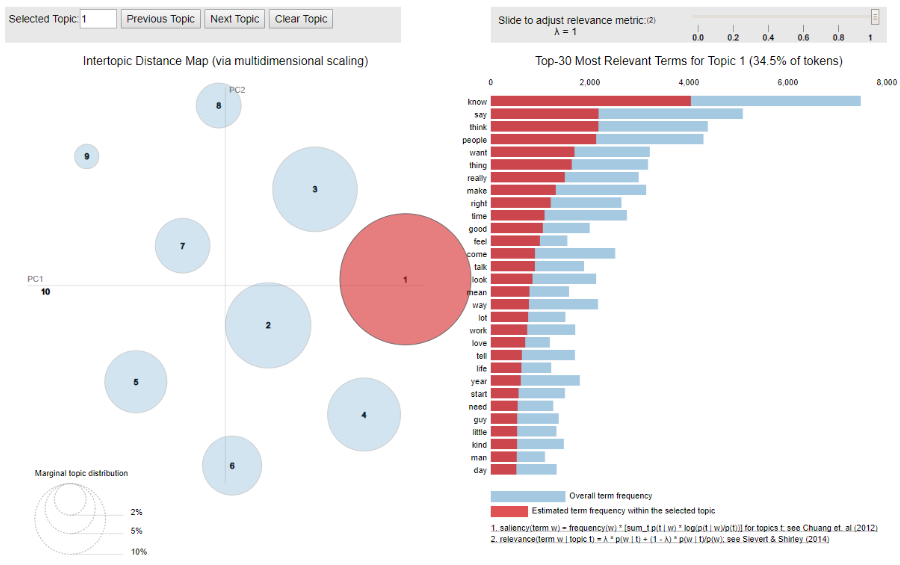 Selected Topic: 1 Previous Topic Next Topic Clear Topic
Slide to adjust relevance metric:(2)
λ = 1
0.0 0.2 0.4 0.6 0.8 1
Intertopic Distance Map (via multidimensional scaling)
PC2
PC1
8
9
3
7
1
10
2
5
4
6
Marginal topic distribution
2%
5%
10%
Top-30 Most Relevant Terms for Topic 1 (34.5% of tokens)
0 2,000 4,000 6,000 8,000
know
say
think
people
want
thing
really
make
right
time
good
feel
come
talk
look
mean
way
lot
work
love
tell
life
year
start
need
guy
little
kind
man
day
Overall term frequency
Estimated term frequency within the selected topic
1. saliency(term w) = frequency(w) * [sum_t p(t | w) * log(p(t | w)/p(t))] for topics t; see Chuang et. al (2012)
2. relevance(term w | topic t) = λ * p(w | t) + (1 - λ) * p(w | t)/p(w); see Sievert & Shirley (2014)